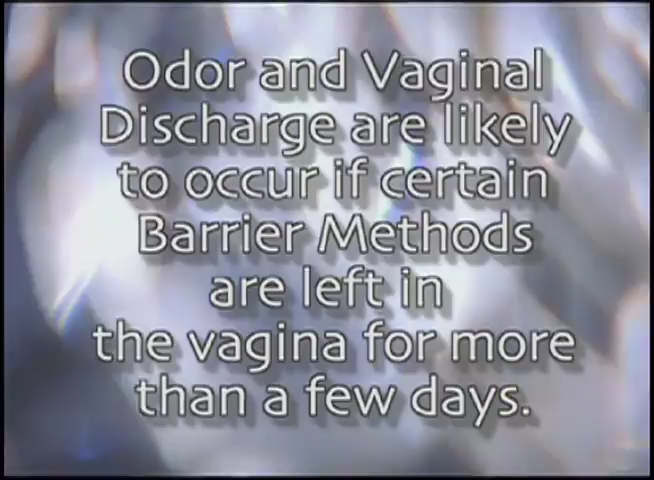 Odor and Vaginal
Discharge are likely
to occur if certain
Barrier Methods
are left in
the vagina for more
than a few days.